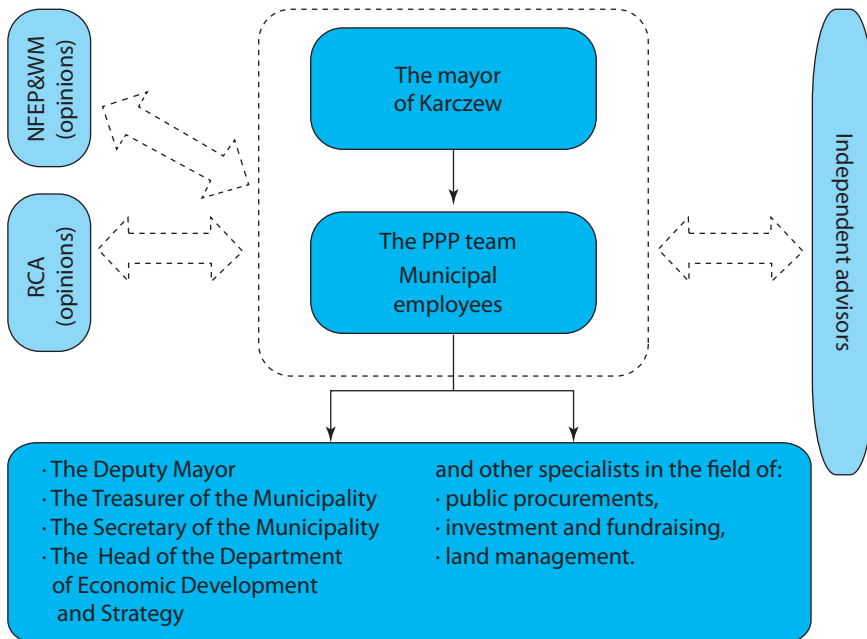 NFEP&WM
(opinions)
RCA
(opinions)
The mayor
of Karczew
The PPP team
Municipal
employees
Independent advisors
· The Deputy Mayor
· The Treasurer of the Municipality
· The Secretary of the Municipality
· The Head of the Department
of Economic Development
and Strategy
and other specialists in the field of:
· public procurements,
· investment and fundraising,
· land management.